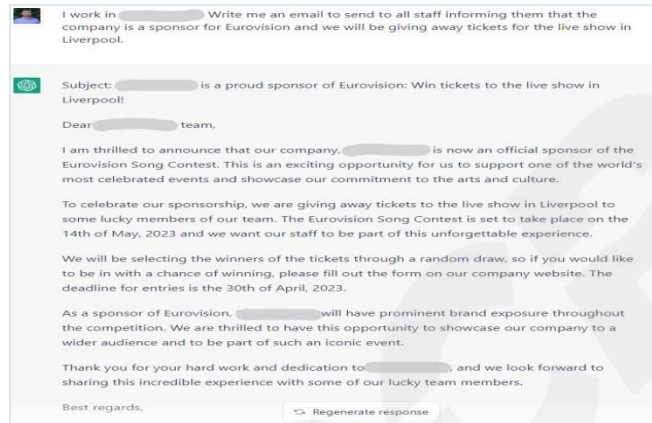 I work in Write me an email to send to all staff informing them that the
company is a sponsor for Eurovision and we will be giving away tickets for the live show in
Liverpool.
Subject: is a proud sponsor of Eurovision: Win tickets to the live show in
Liverpool!
Dear team,
I am thrilled to announce that our company, is now an official sponsor of the
Eurovision Song Contest. This is an exciting opportunity for us to support one of the world's
most celebrated events and showcase our commitment to the arts and culture.
To celebrate our sponsorship, we are giving away tickets to the live show in Liverpool to
some lucky members of our team. The Eurovision Song Contest is set to take place on the
14th of May, 2023 and we want our staff to be part of this unforgettable experience.
We will be selecting the winners of the tickets through a random draw, so if you would like
to be in with a chance of winning, please fill out the form on our company website. The
deadline for entries is the 30th of April, 2023.
As a sponsor of Eurovision, will have prominent brand exposure throughout
the competition. We are thrilled to have this opportunity to showcase our company to a
wider audience and to be part of such an iconic event.
Thank you for your hard work and dedication to , and we look forward to
sharing this incredible experience with some of our lucky team members.
Best regards,
Regenerate response